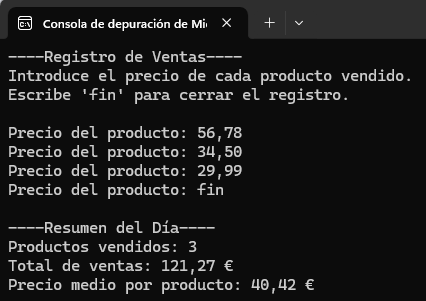 Consola de depuración de Mi
----Registro de Ventas----
Introduce el precio de cada producto vendido.
Escribe 'fin' para cerrar el registro.
Precio del producto: 56,78
Precio del producto: 34,50
Precio del producto: 29,99
Precio del producto: fin
----Resumen del Día----
Productos vendidos: 3
Total de ventas: 121,27 €
Precio medio por producto: 40,42 €